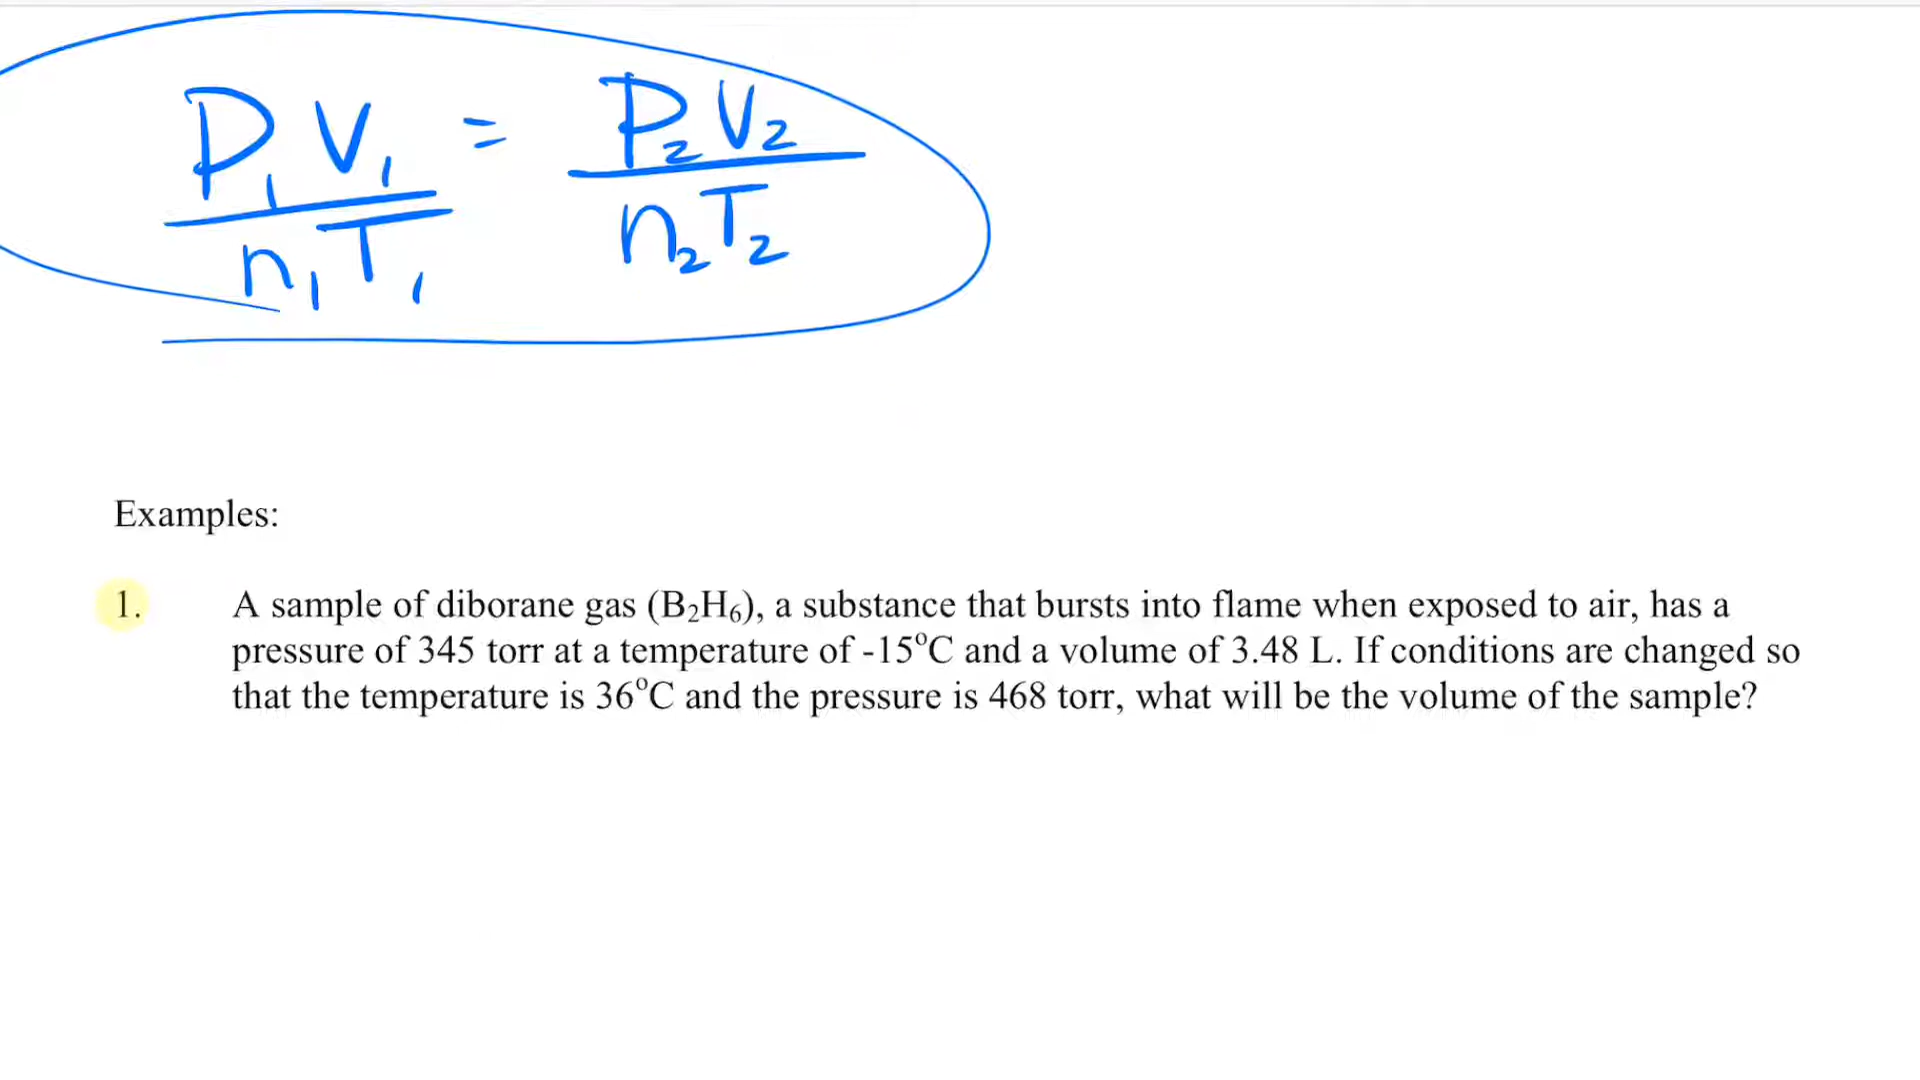 P₁V₁ = P₂V₂
n₁T₁ n₂T₂
Examples:
1. A sample of diborane gas (B₂H₆), a substance that bursts into flame when exposed to air, has a
pressure of 345 torr at a temperature of -15°C and a volume of 3.48 L. If conditions are changed so
that the temperature is 36°C and the pressure is 468 torr, what will be the volume of the sample?